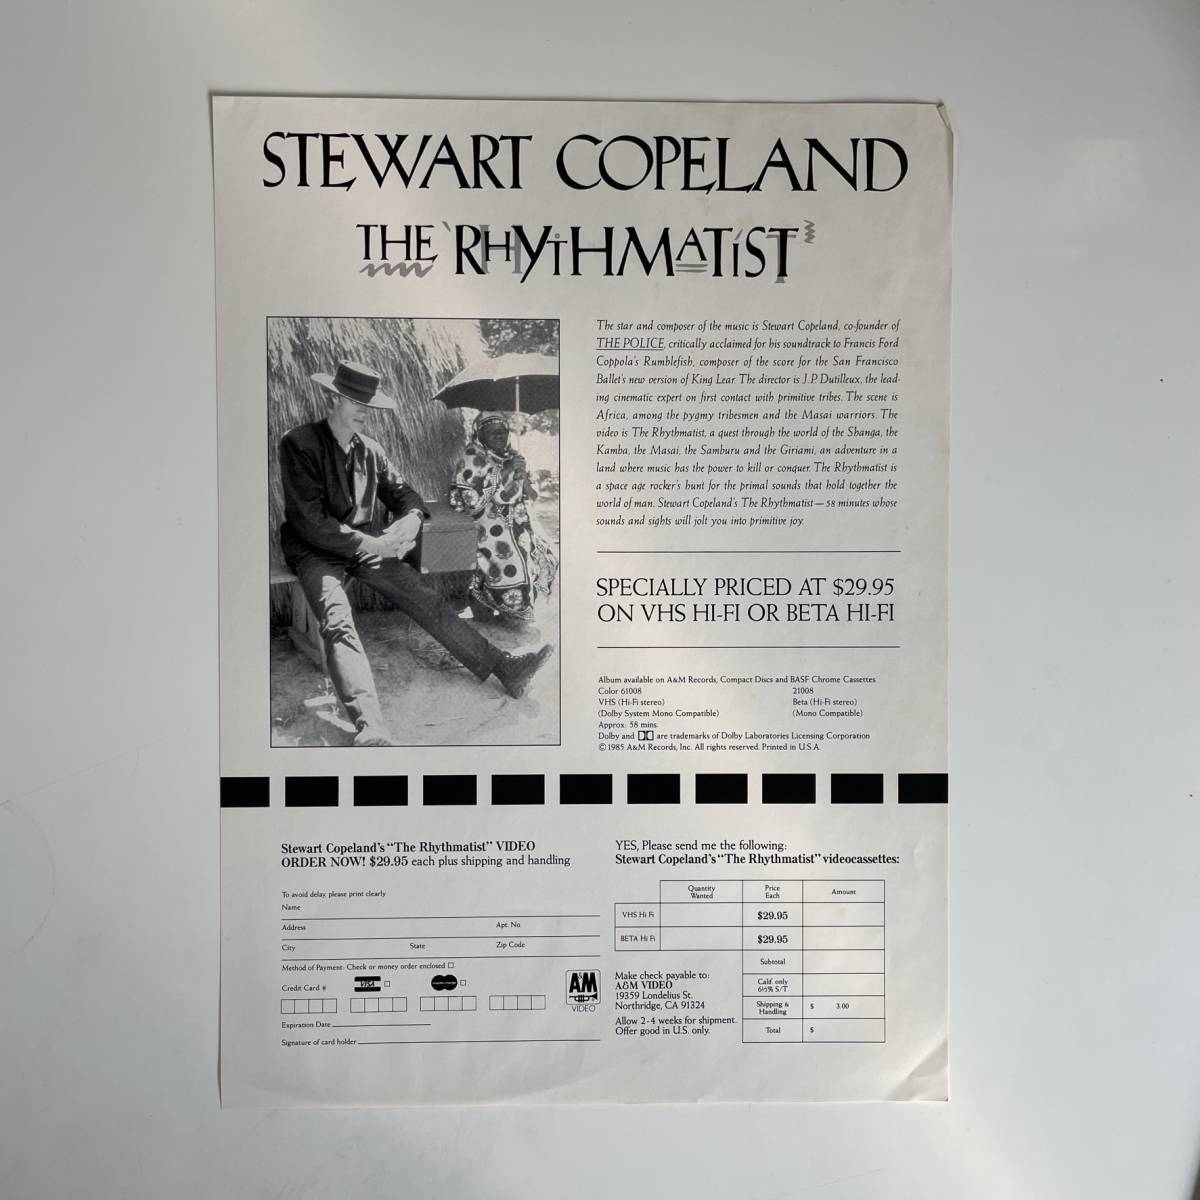 STEWART COPELAND
THE RHYTHMATIST
The star and composer of the music is Stewart Copeland, co-founder of
THE POLICE, critically acclaimed for his soundtrack to Francis Ford
Coppola's Rumblefish, composer of the score for the San Francisco
Ballet's new version of King Lear. The director is J.P. Dutilleux, the lead-
ing cinematic expert on first contact with primitive tribes. The scene is
Africa, among the pygmy tribesmen and the Masai warriors. The
video is The Rhythmatist, a quest through the world of the Shanga, the
Kamba, the Masai, the Samburu and the Giriami, an adventure in a
land where music has the power to kill or conquer. The Rhythmatist is
a space age rocker's hunt for the primal sounds that hold together the
world of man. Stewart Copeland's The Rhythmatist—58 minutes whose
sounds and sights will jolt you into primitive joy.
SPECIALLY PRICED AT $29.95
ON VHS HI-FI OR BETA HI-FI
Album available on A&M Records, Compact Discs and BASF Chrome Cassettes
Color 61008 21008
VHS (Hi-Fi stereo) Beta (Hi-Fi stereo)
(Dolby System Mono Compatible) (Mono Compatible)
Approx. 58 mins.
Dolby and are trademarks of Dolby Laboratories Licensing Corporation
©1985 A&M Records, Inc. All rights reserved. Printed in U.S.A.
Stewart Copeland's "The Rhythmatist" VIDEO
ORDER NOW! $29.95 each plus shipping and handling
To avoid delay, please print clearly
Name
Address Apt. No.
City State Zip Code
Method of Payment: Check or money order enclosed
Credit Card # VISA
Expiration Date
Signature of card holder
A&M
VIDEO
YES, Please send me the following:
Stewart Copeland's "The Rhythmatist" videocassettes:
Quantity Wanted Price Each Amount
VHS Hi Fi $29.95
BETA Hi Fi $29.95
Subtotal
Calif. only 6½% S/T
Shipping & Handling $ 3.00
Total $
Make check payable to:
A&M VIDEO
19359 Londelius St.
Northridge, CA 91324
Allow 2-4 weeks for shipment.
Offer good in U.S. only.